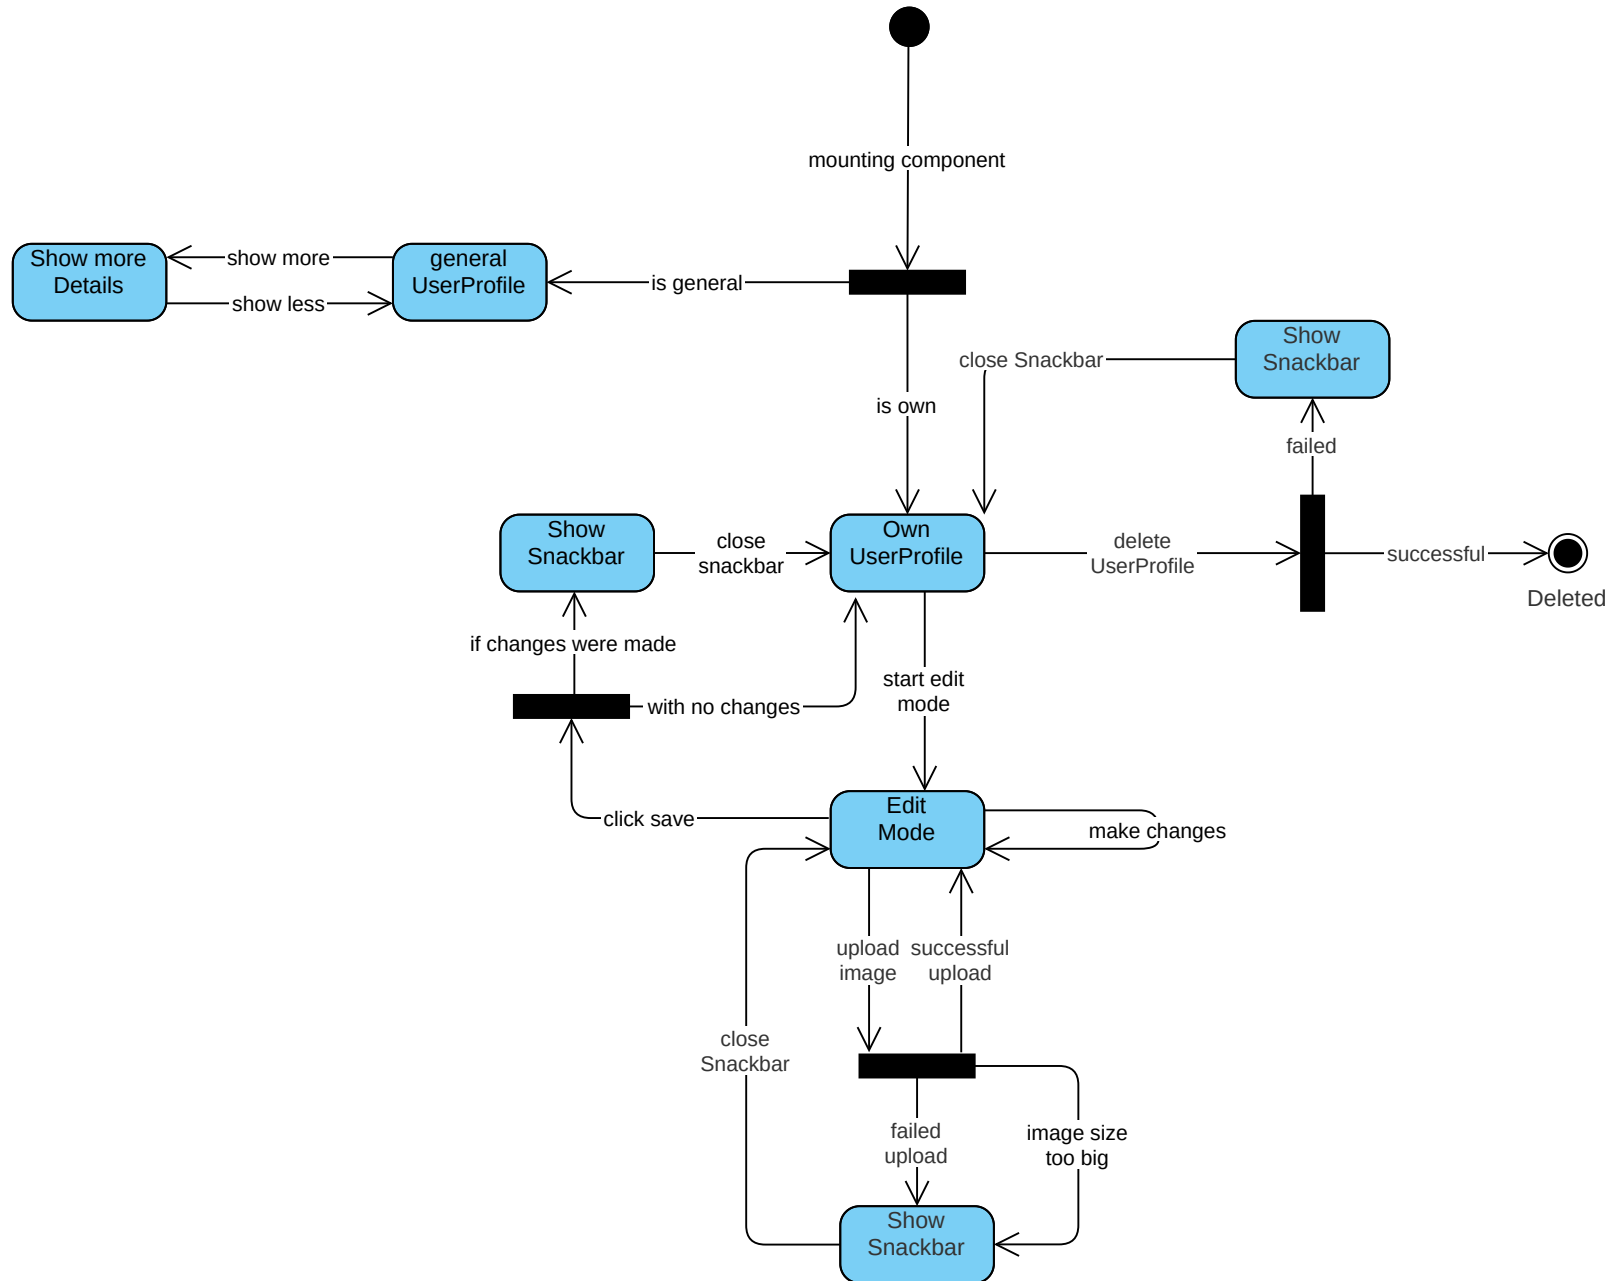 mounting component
Show more
Details
show more
show less
general
UserProfile
is general
is own
close Snackbar
Show
Snackbar
failed
Show
Snackbar
close
snackbar
Own
UserProfile
delete
UserProfile
successful
Deleted
if changes were made
with no changes
start edit
mode
click save
Edit
Mode
make changes
upload
image
successful
upload
close
Snackbar
failed
upload
image size
too big
Show
Snackbar